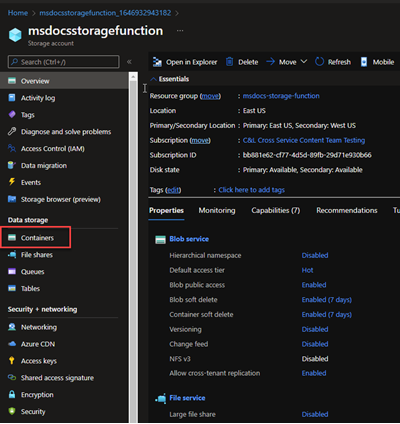 Home > msdocsstoragefunction_1646932943182 >
msdocsstoragefunction
Storage account
Search (Ctrl+/)
Overview
Activity log
Tags
Diagnose and solve problems
Access Control (IAM)
Data migration
Events
Storage browser (preview)
Data storage
Containers
File shares
Queues
Tables
Security + networking
Networking
Azure CDN
Access keys
Shared access signature
Encryption
Security
Open in Explorer Delete Move Refresh Mobile
Essentials
Resource group (move) : msdocs-storage-function
Location : East US
Primary/Secondary Location : Primary: East US, Secondary: West US
Subscription (move) : C&L Cross Service Content Team Testing
Subscription ID : bb881e62-cf77-4d5d-89fb-29d71e930b66
Disk state : Primary: Available, Secondary: Available
Tags (edit) : Click here to add tags
Properties Monitoring Capabilities (7) Recommendations Tu
Blob service
Hierarchical namespace Disabled
Default access tier Hot
Blob public access Enabled
Blob soft delete Enabled (7 days)
Container soft delete Enabled (7 days)
Versioning Disabled
Change feed Disabled
NFS v3 Disabled
Allow cross-tenant replication Enabled
File service
Large file share Disabled